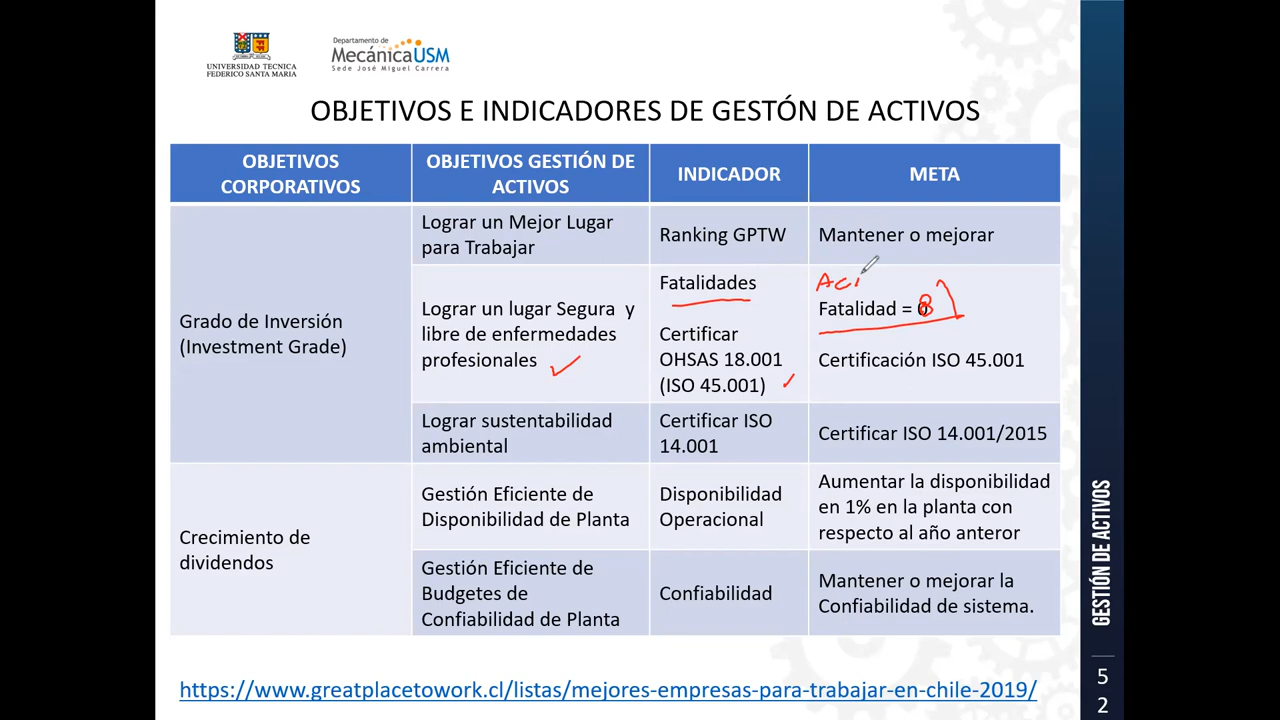 UNIVERSIDAD TECNICA
FEDERICO SANTA MARIA
Departamento de
MecánicaUSM
Sede José Miguel Carrera
OBJETIVOS E INDICADORES DE GESTÓN DE ACTIVOS
OBJETIVOS
CORPORATIVOS
OBJETIVOS GESTIÓN DE
ACTIVOS
INDICADOR
META
Grado de Inversión
(Investment Grade)
Lograr un Mejor Lugar
para Trabajar
Ranking GPTW
Mantener o mejorar
Lograr un lugar Segura y
libre de enfermedades
profesionales
Fatalidades
Certificar
OHSAS 18.001
(ISO 45.001)
Aci
Fatalidad = 0
8
Certificación ISO 45.001
Lograr sustentabilidad
ambiental
Certificar ISO
14.001
Certificar ISO 14.001/2015
Crecimiento de
dividendos
Gestión Eficiente de
Disponibilidad de Planta
Disponibilidad
Operacional
Aumentar la disponibilidad
en 1% en la planta con
respecto al año anteror
Gestión Eficiente de
Budgetes de
Confiabilidad de Planta
Confiabilidad
Mantener o mejorar la
Confiabilidad de sistema.
https://www.greatplacetowork.cl/listas/mejores-empresas-para-trabajar-en-chile-2019/
GESTIÓN DE ACTIVOS
5
2